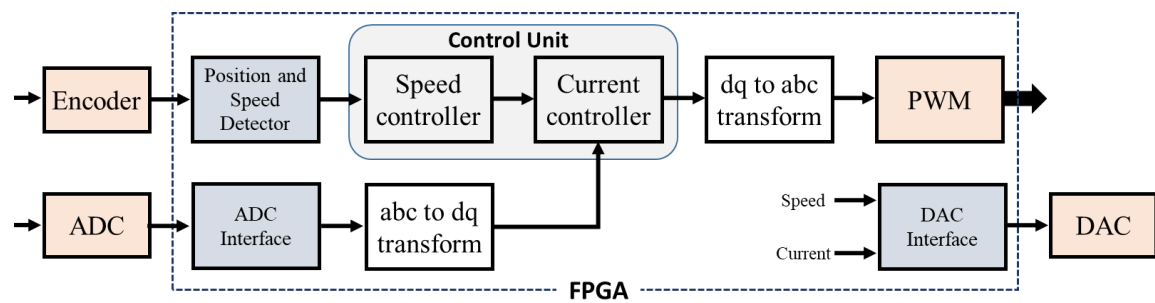 Control Unit
Encoder
Position and
Speed
Detector
Speed
controller
Current
controller
dq to abc
transform
PWM
ADC
ADC
Interface
abc to dq
transform
Speed
Current
DAC
Interface
DAC
FPGA